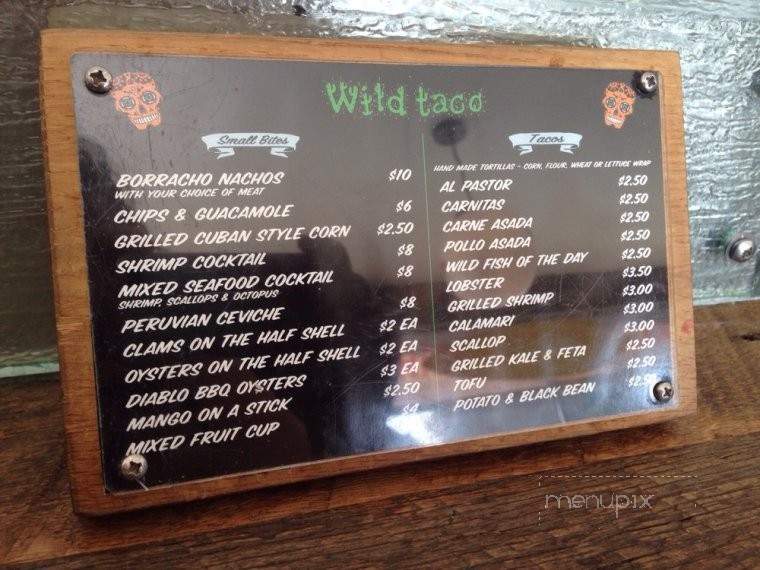 Wild taco
Small Bites
BORRACHO NACHOS $10
WITH YOUR CHOICE OF MEAT
CHIPS & GUACAMOLE $6
GRILLED CUBAN STYLE CORN $2.50
SHRIMP COCKTAIL $8
MIXED SEAFOOD COCKTAIL $8
SHRIMP, SCALLOPS & OCTOPUS
PERUVIAN CEVICHE $8
CLAMS ON THE HALF SHELL $2 EA
OYSTERS ON THE HALF SHELL $2 EA
DIABLO BBQ OYSTERS $3 EA
MANGO ON A STICK $2.50
MIXED FRUIT CUP $4
Tacos
HAND MADE TORTILLAS - CORN, FLOUR, WHEAT OR LETTUCE WRAP
AL PASTOR $2.50
CARNITAS $2.50
CARNE ASADA $2.50
POLLO ASADA $2.50
WILD FISH OF THE DAY $2.50
LOBSTER $3.50
GRILLED SHRIMP $3.00
CALAMARI $3.00
SCALLOP $3.00
GRILLED KALE & FETA $2.50
TOFU $2.50
POTATO & BLACK BEAN $2.50
menupix